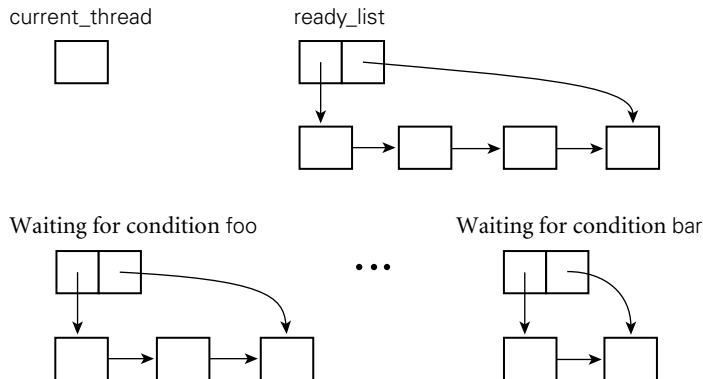 current_thread
ready_list
Waiting for condition foo
...
Waiting for condition bar